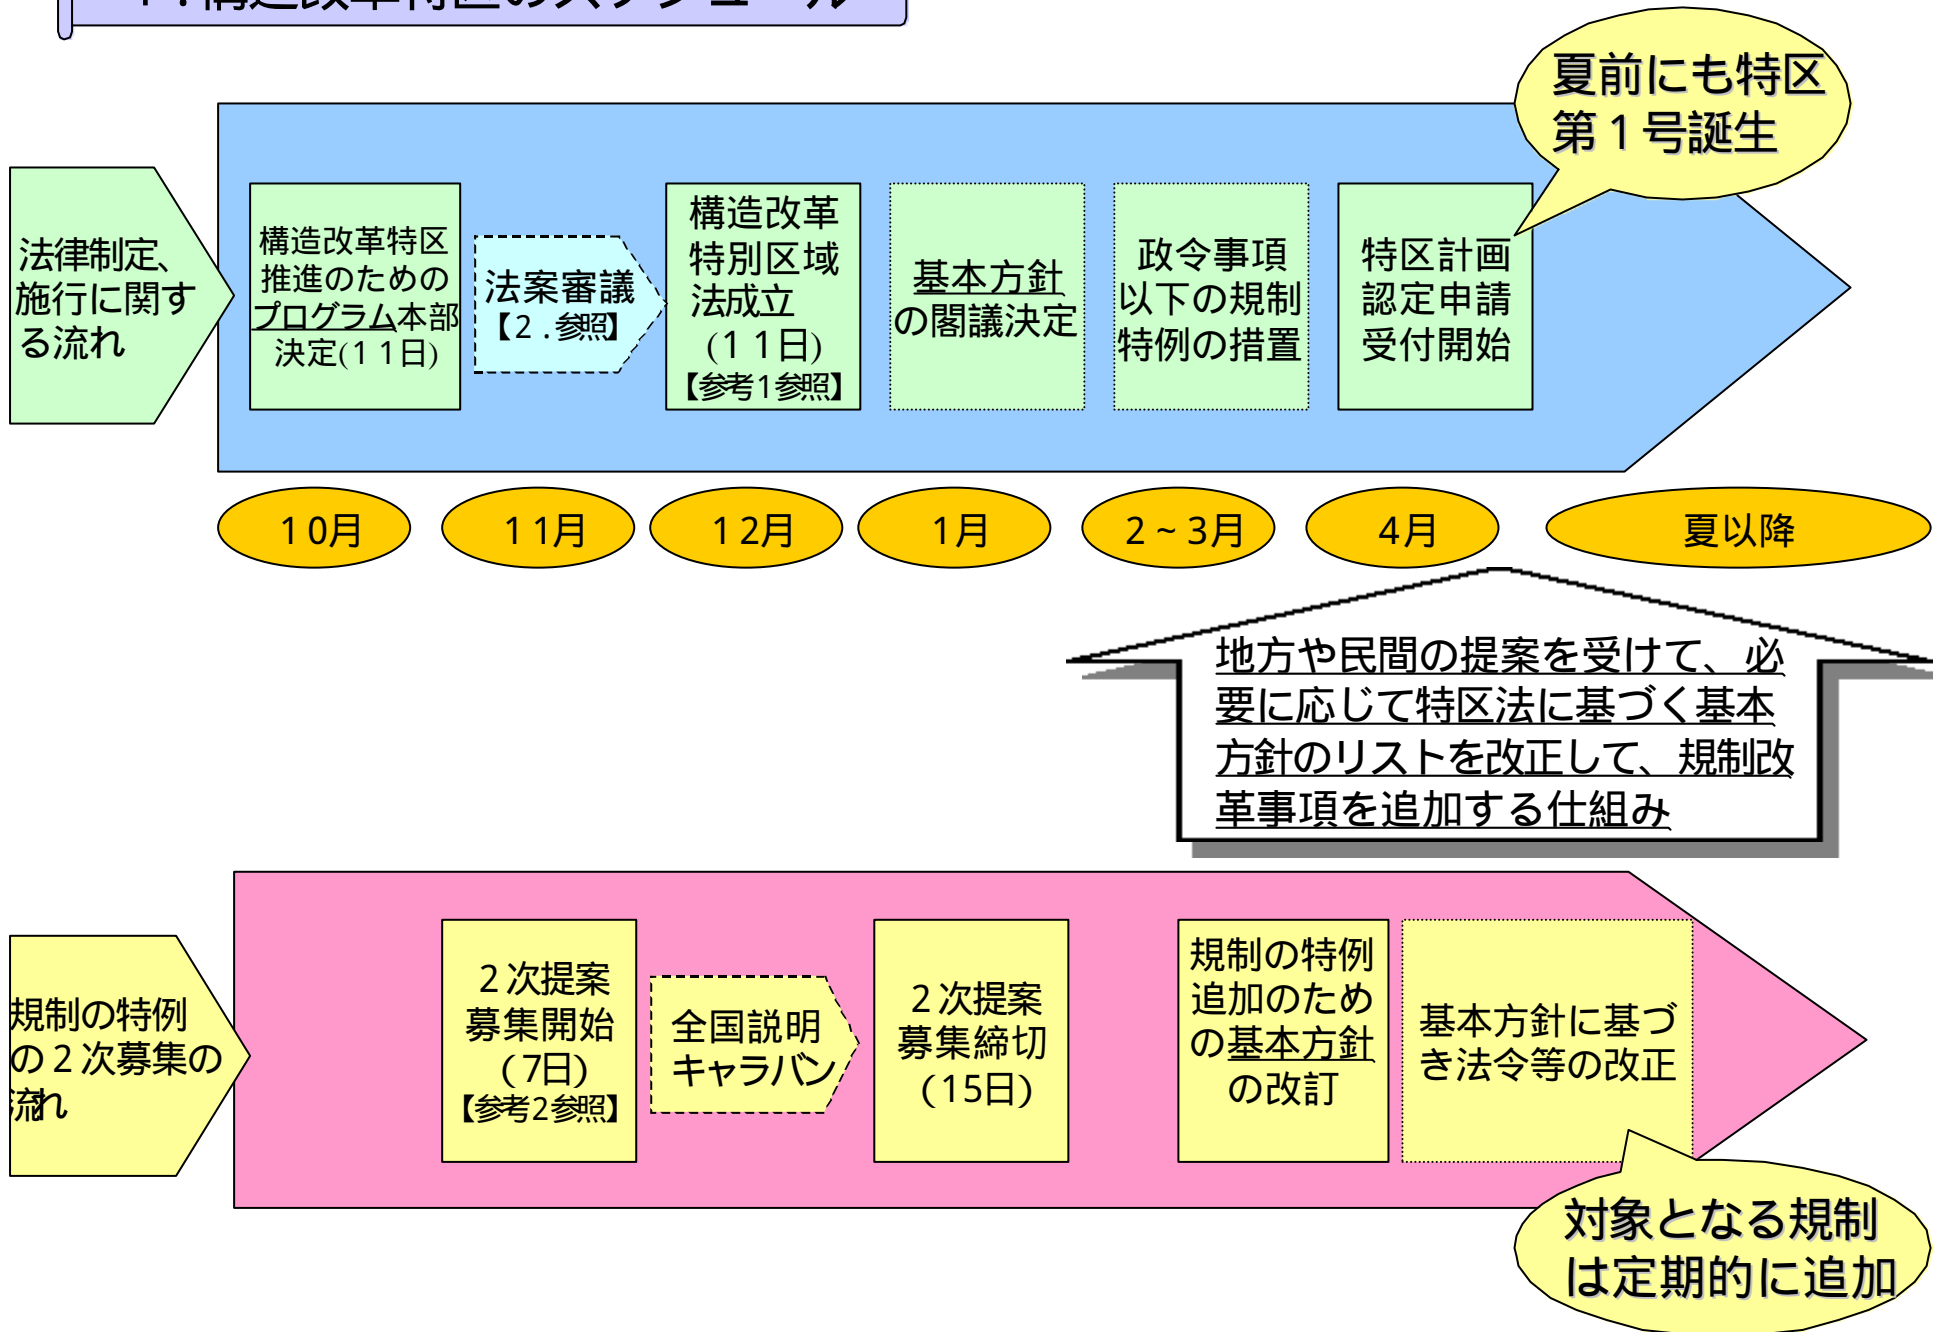 1.構造改革特区のスケジュール
夏前にも特区
第1号誕生
法律制定、
施行に関す
る流れ
構造改革特区
推進のための
プログラム本部
決定(11日)
法案審議
【2.参照】
構造改革
特別区域
法成立
(11日)
【参考1参照】
基本方針
の閣議決定
政令事項
以下の規制
特例の措置
特区計画
認定申請
受付開始
10月
11月
12月
1月
2~3月
4月
夏以降
地方や民間の提案を受けて、必
要に応じて特区法に基づく基本
方針のリストを改正して、規制改
革事項を追加する仕組み
規制の特例
の2次募集の
流れ
2次提案
募集開始
(7日)
【参考2参照】
全国説明
キャラバン
2次提案
募集締切
(15日)
規制の特例
追加のため
の基本方針
の改訂
基本方針に基づ
き法令等の改正
対象となる規制
は定期的に追加